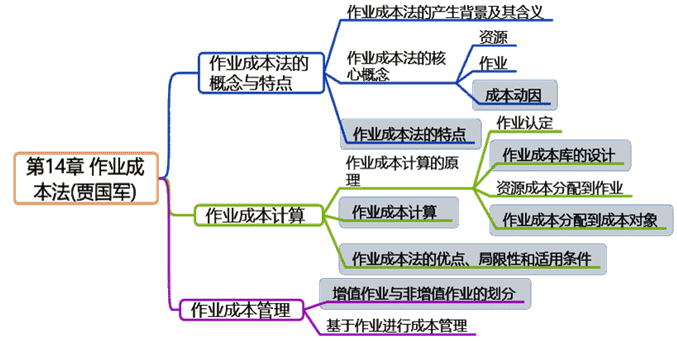 第14章 作业成
本法(贾国军)
作业成本法的
概念与特点
作业成本法的产生背景及其含义
作业成本法的核
心概念
资源
作业
成本动因
作业成本法的特点
作业成本计算
作业成本计算的原
理
作业认定
作业成本库的设计
资源成本分配到作业
作业成本分配到成本对象
作业成本计算
作业成本法的优点、局限性和适用条件
作业成本管理
增值作业与非增值作业的划分
基于作业进行成本管理